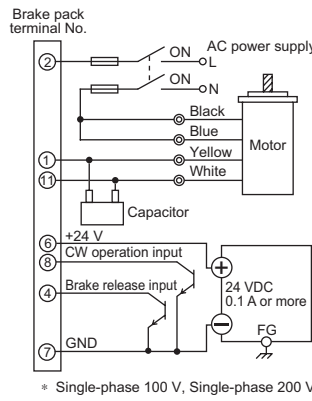 Brake pack
terminal No.
ON
AC power supply
2
L
ON
N
Black
Blue
Yellow
Motor
1
White
11
Capacitor
+24 V
6
CW operation input
8
Brake release input
4
24 VDC
0.1 A or more
FG
GND
7
* Single-phase 100 V, Single-phase 200 V